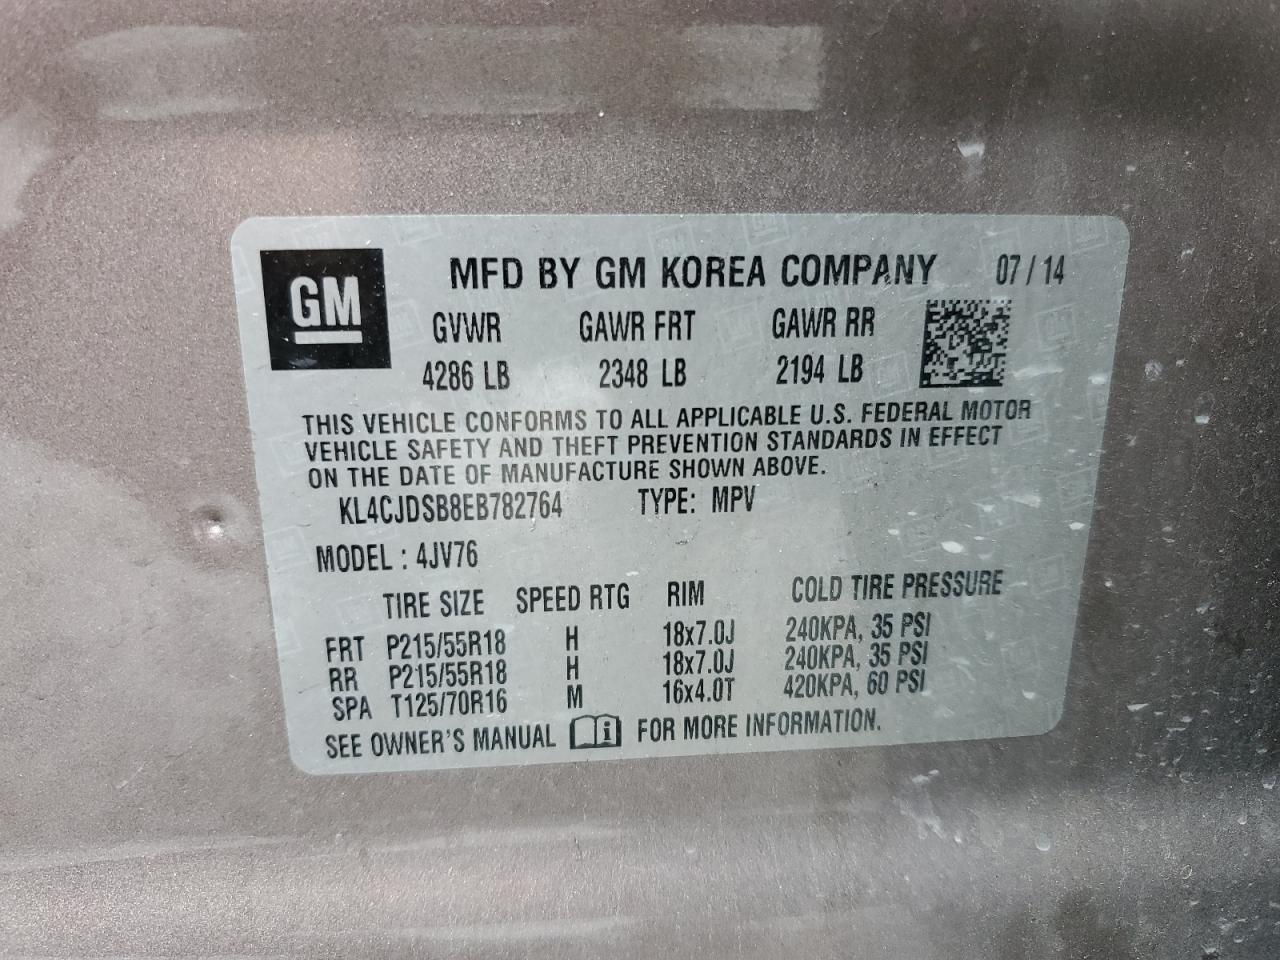 GM
MFD BY GM KOREA COMPANY 07 / 14
GVWR GAWR FRT GAWR RR
4286 LB 2348 LB 2194 LB
THIS VEHICLE CONFORMS TO ALL APPLICABLE U.S. FEDERAL MOTOR
VEHICLE SAFETY AND THEFT PREVENTION STANDARDS IN EFFECT
ON THE DATE OF MANUFACTURE SHOWN ABOVE.
KL4CJDSB8EB782764 TYPE: MPV
MODEL : 4JV76
TIRE SIZE SPEED RTG RIM COLD TIRE PRESSURE
FRT P215/55R18 H 18x7.0J 240KPA, 35 PSI
RR P215/55R18 H 18x7.0J 240KPA, 35 PSI
SPA T125/70R16 M 16x4.0T 420KPA, 60 PSI
SEE OWNER'S MANUAL i FOR MORE INFORMATION.